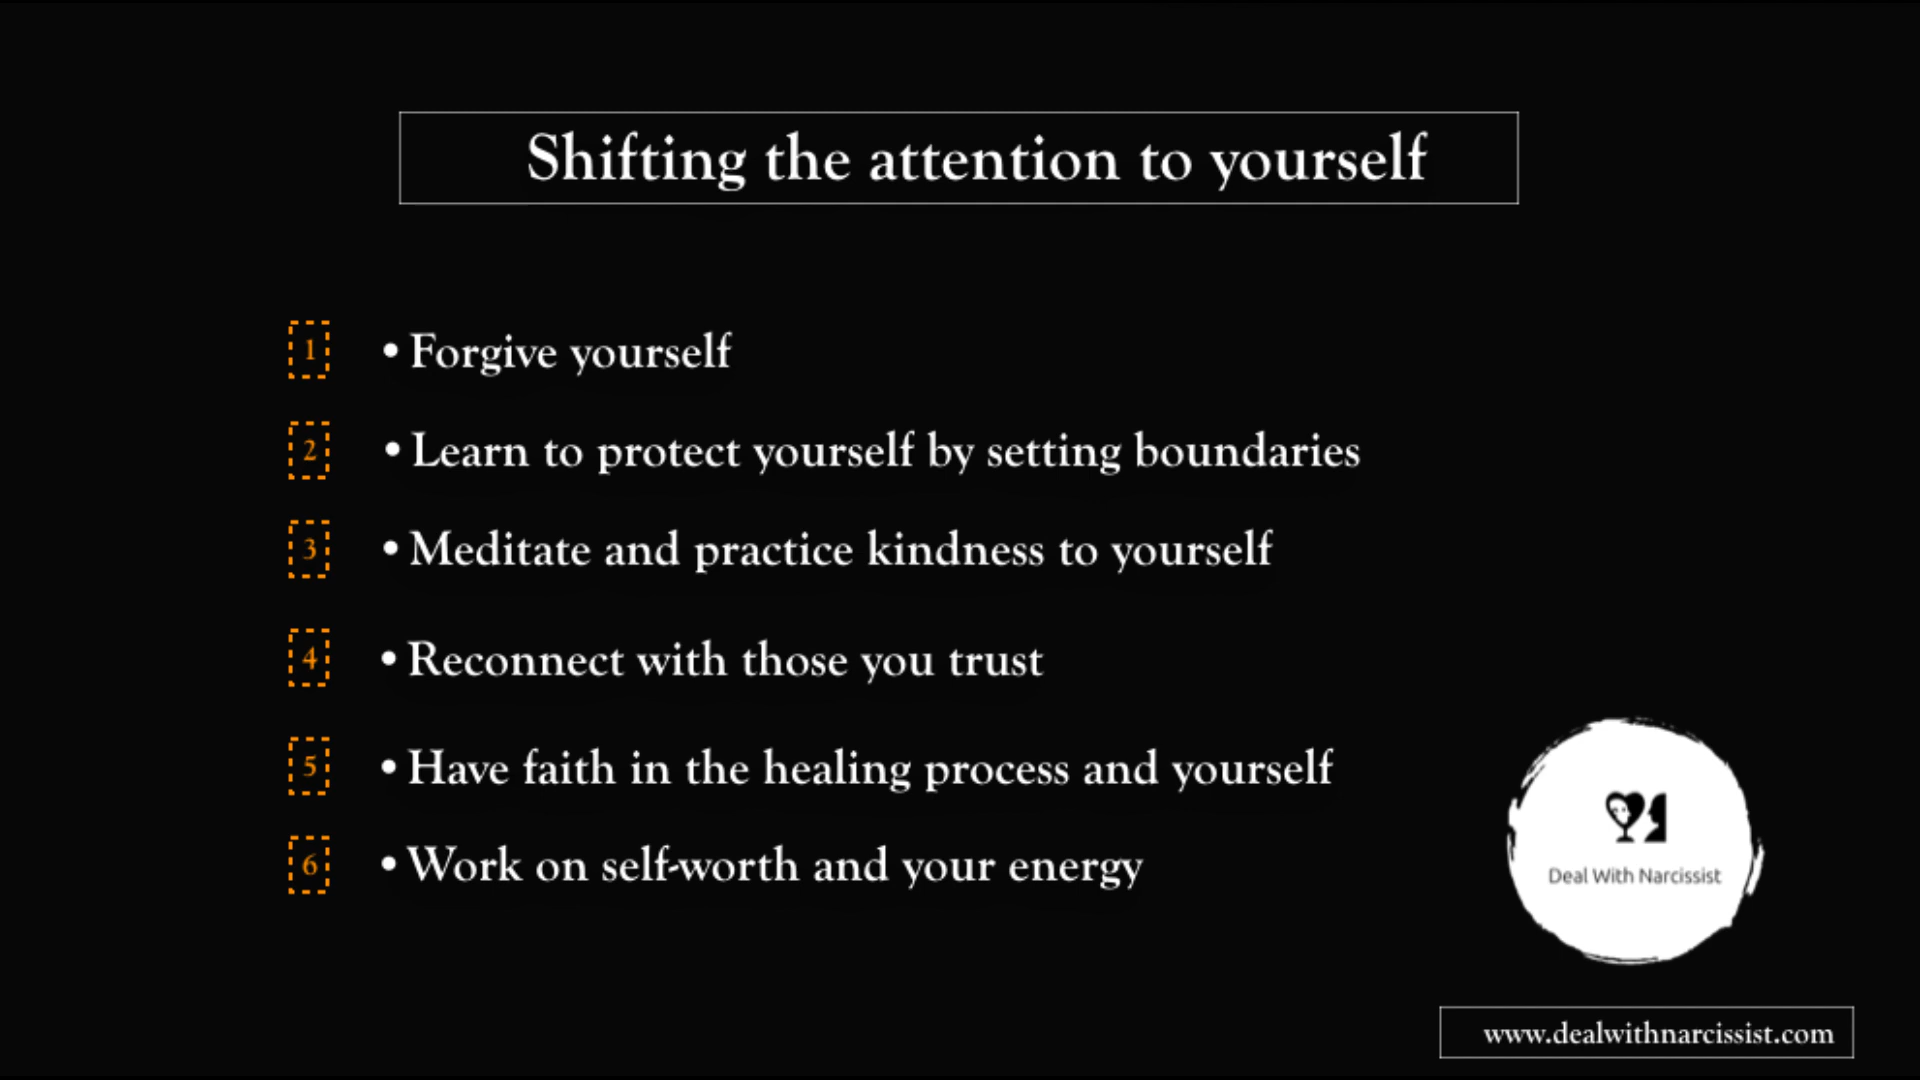 Shifting the attention to yourself
1 • Forgive yourself
2 • Learn to protect yourself by setting boundaries
3 • Meditate and practice kindness to yourself
4 • Reconnect with those you trust
5 • Have faith in the healing process and yourself
6 • Work on self-worth and your energy
Deal With Narcissist
www.dealwithnarcissist.com